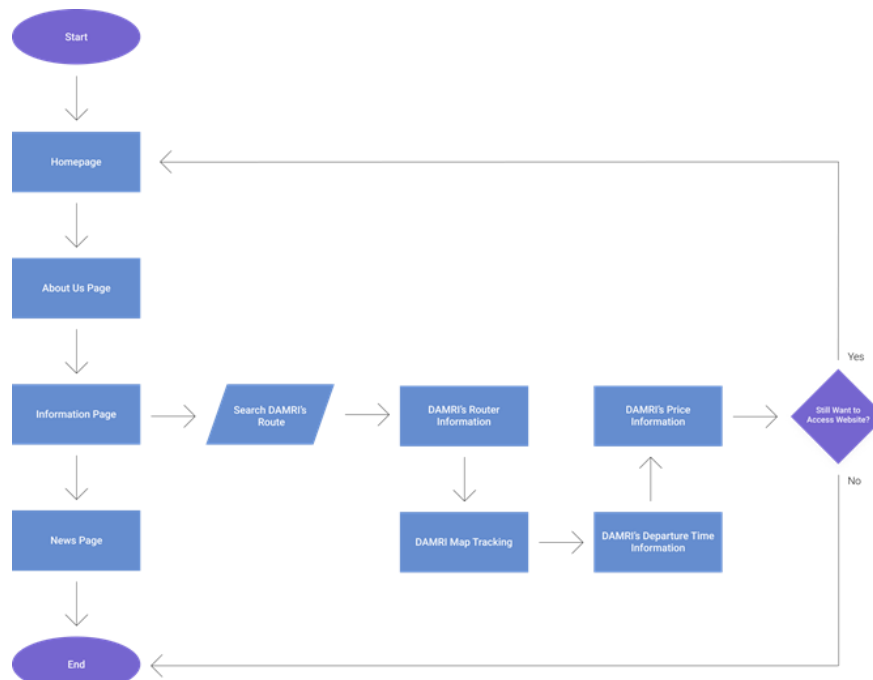 Start
Homepage
About Us Page
Yes
Information Page
Search DAMRI's
Route
DAMRI's Router
Information
DAMRI's Price
Information
Still Want to
Access Website?
No
News Page
DAMRI Map Tracking
DAMRI's Departure Time
Information
End